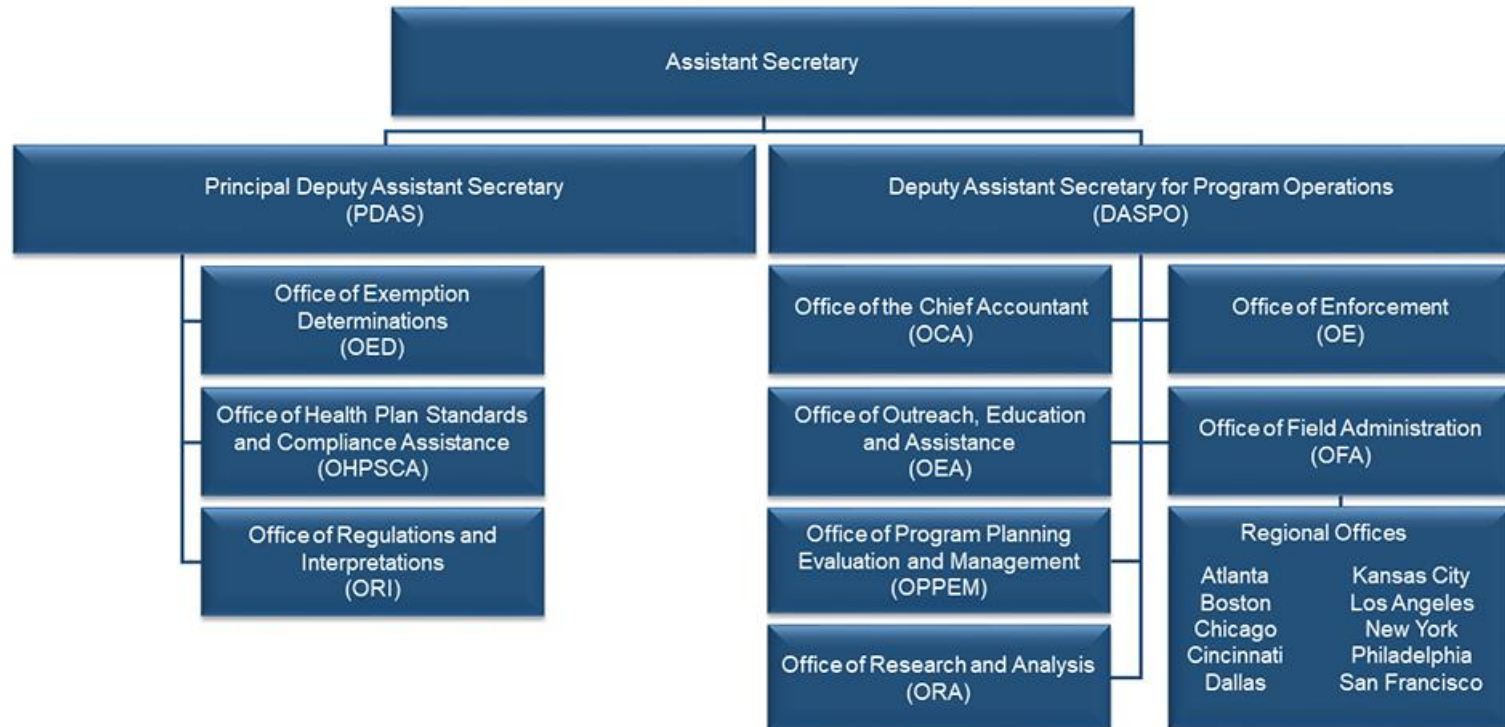 Assistant Secretary
Principal Deputy Assistant Secretary
(PDAS)
Deputy Assistant Secretary for Program Operations
(DASPO)
Office of Exemption
Determinations
(OED)
Office of Health Plan Standards
and Compliance Assistance
(OHPSCA)
Office of Regulations and
Interpretations
(ORI)
Office of the Chief Accountant
(OCA)
Office of Enforcement
(OE)
Office of Outreach, Education
and Assistance
(OEA)
Office of Field Administration
(OFA)
Office of Program Planning
Evaluation and Management
(OPPEM)
Office of Research and Analysis
(ORA)
Regional Offices
Atlanta
Boston
Chicago
Cincinnati
Dallas
Kansas City
Los Angeles
New York
Philadelphia
San Francisco